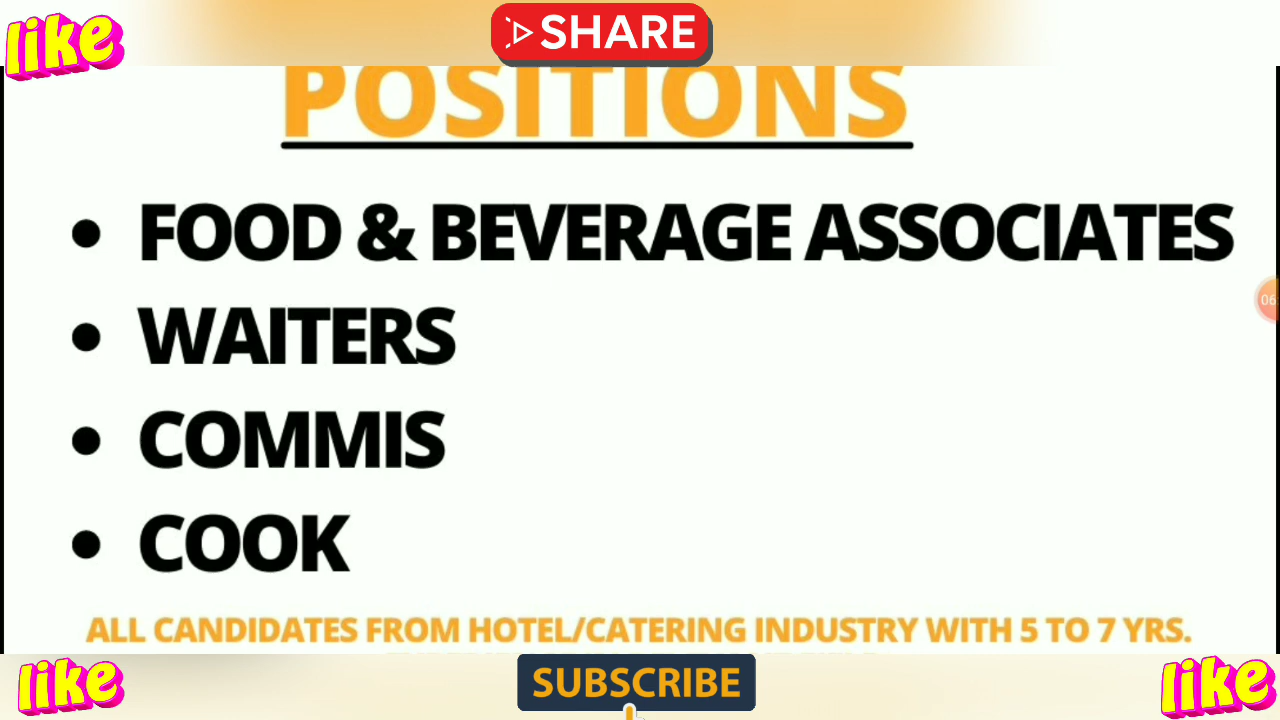 like
SHARE
POSITIONS
• FOOD & BEVERAGE ASSOCIATES
• WAITERS
06
• COMMIS
• COOK
ALL CANDIDATES FROM HOTEL/CATERING INDUSTRY WITH 5 TO 7 YRS.
like
SUBSCRIBE
like